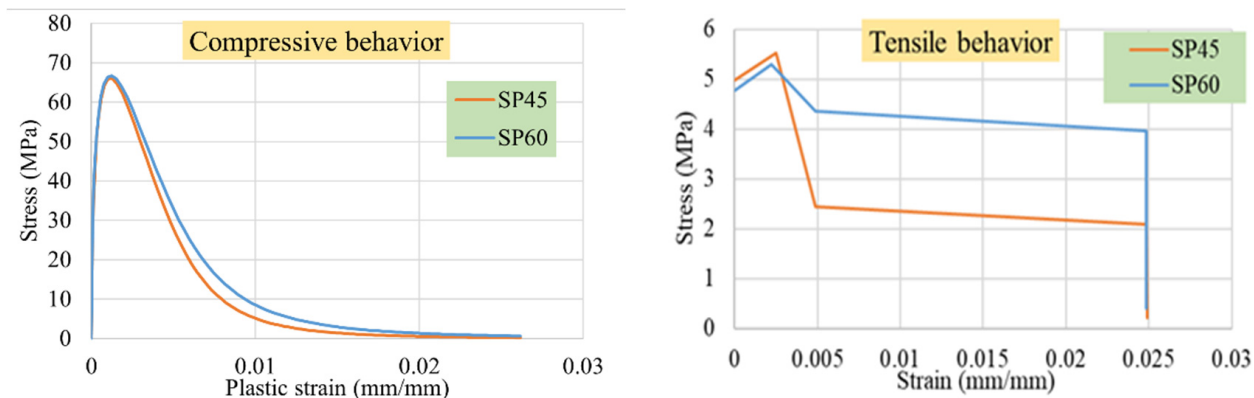 Compressive behavior
80
70
60
50
40
30
20
10
0
Stress (MPa)
SP45
SP60
0 0.01 0.02 0.03
Plastic strain (mm/mm)
Tensile behavior
6
5
4
3
2
1
0
Stress (MPa)
SP45
SP60
0 0.005 0.01 0.015 0.02 0.025 0.03
Strain (mm/mm)